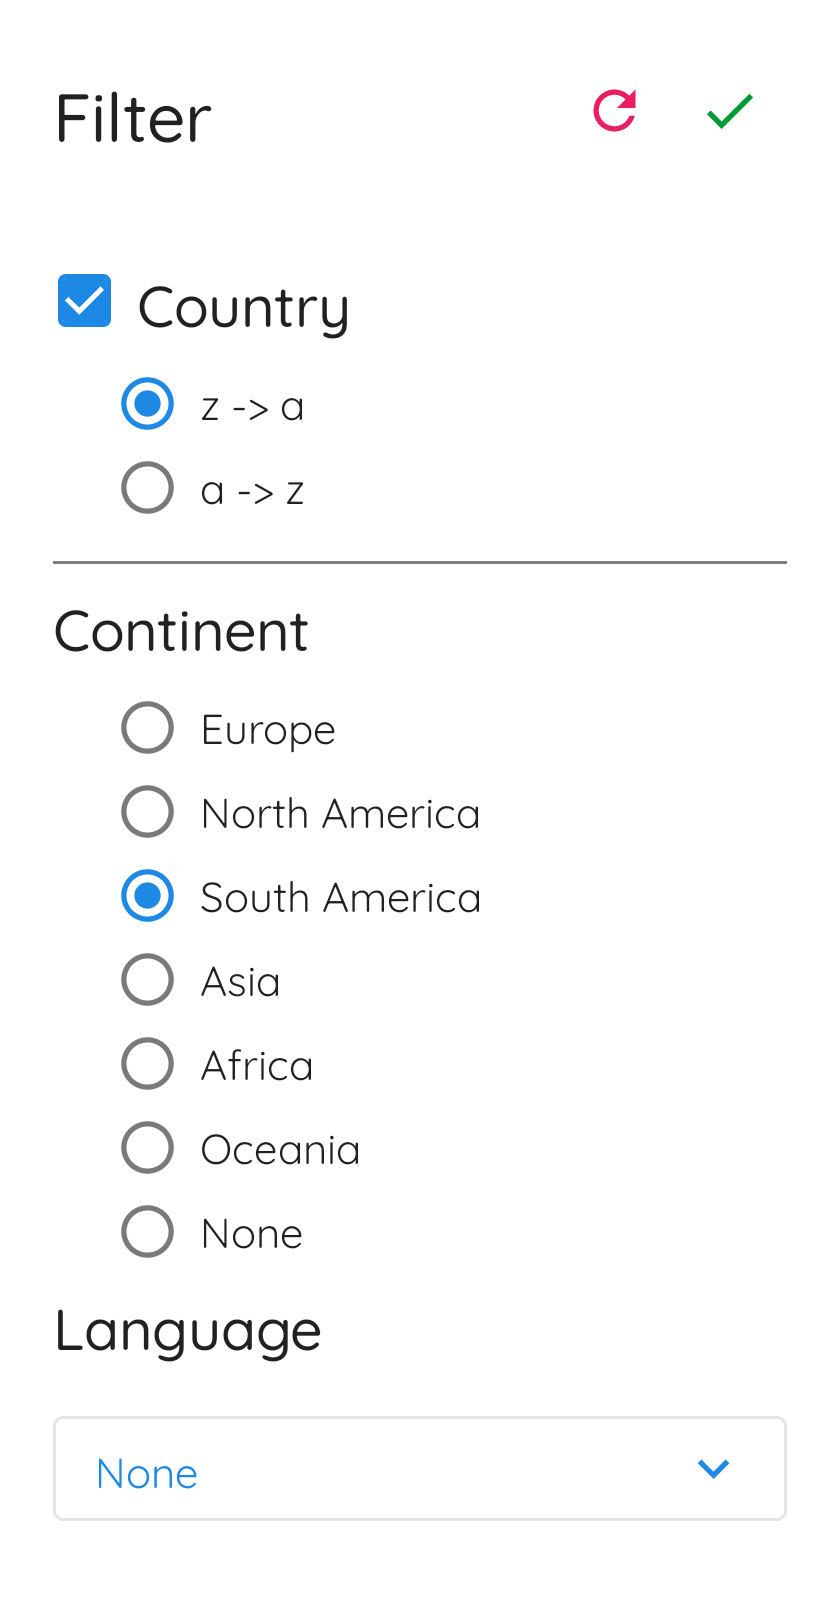 Filter
Country
z -> a
a -> z
Continent
Europe
North America
South America
Asia
Africa
Oceania
None
Language
None